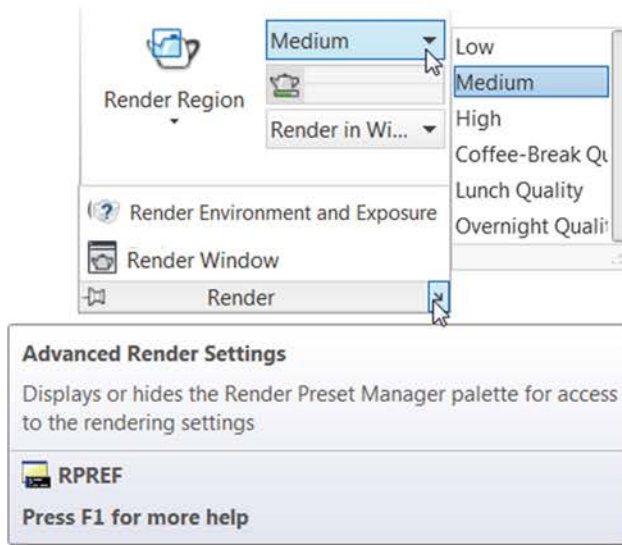 Medium
Render Region
Render in Wi...
Low
Medium
High
Coffee-Break Qu
Lunch Quality
Overnight Qualit
Render Environment and Exposure
Render Window
Render
Advanced Render Settings
Displays or hides the Render Preset Manager palette for access
to the rendering settings
RPREF
Press F1 for more help